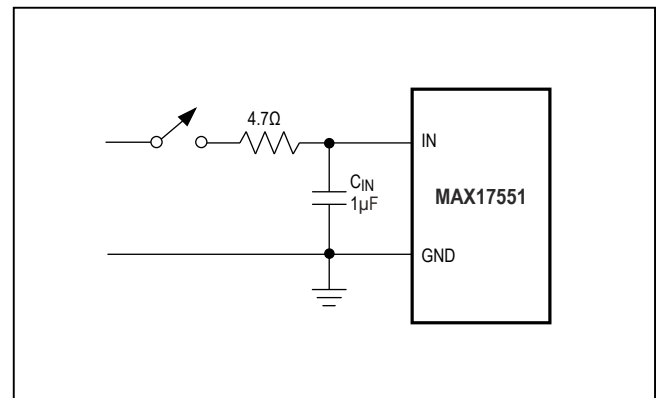 4.7Ω
IN
CIN
1µF
MAX17551
GND